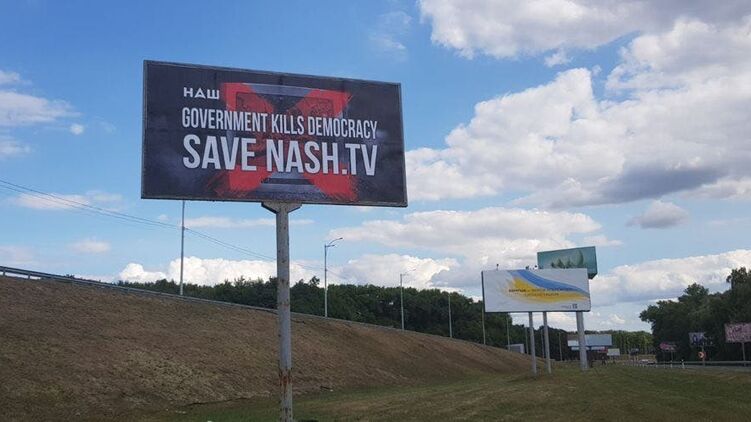 НАШ
GOVERNMENT KILLS DEMOCRACY
SAVE NASH.TV